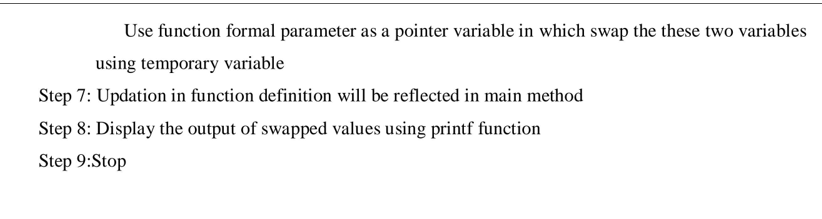 Use function formal parameter as a pointer variable in which swap the these two variables
using temporary variable
Step 7: Updation in function definition will be reflected in main method
Step 8: Display the output of swapped values using printf function
Step 9:Stop